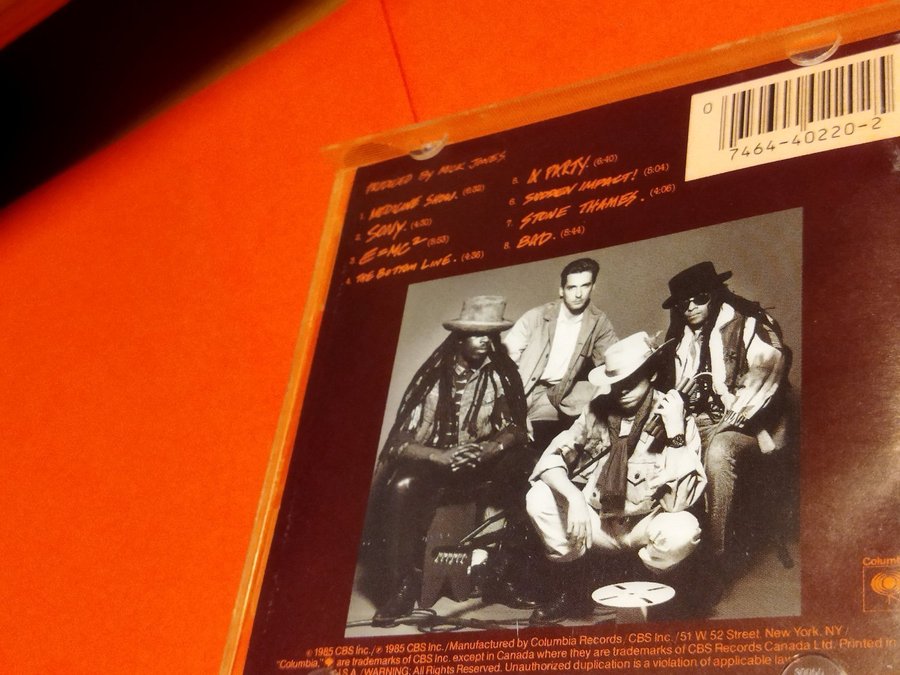 PRODUCED BY MICK JONES
1. MEDICINE SHOW. (6:32)
2. SONY. (4:30)
3. E=MC² (5:53)
4. THE BOTTOM LINE. (4:36)
5. A PARTY. (6:40)
6. SUDDEN IMPACT! (5:04)
7. STONE THAMES. (4:06)
8. BAD. (5:44)
0 7464-40220-2
Columbia
© 1985 CBS Inc./℗ 1985 CBS Inc./Manufactured by Columbia Records, CBS Inc./51 W. 52 Street, New York, NY/
"Columbia," are trademarks of CBS Inc. except in Canada where they are trademarks of CBS Records Canada Ltd. Printed in
U.S.A./WARNING: All Rights Reserved. Unauthorized duplication is a violation of applicable